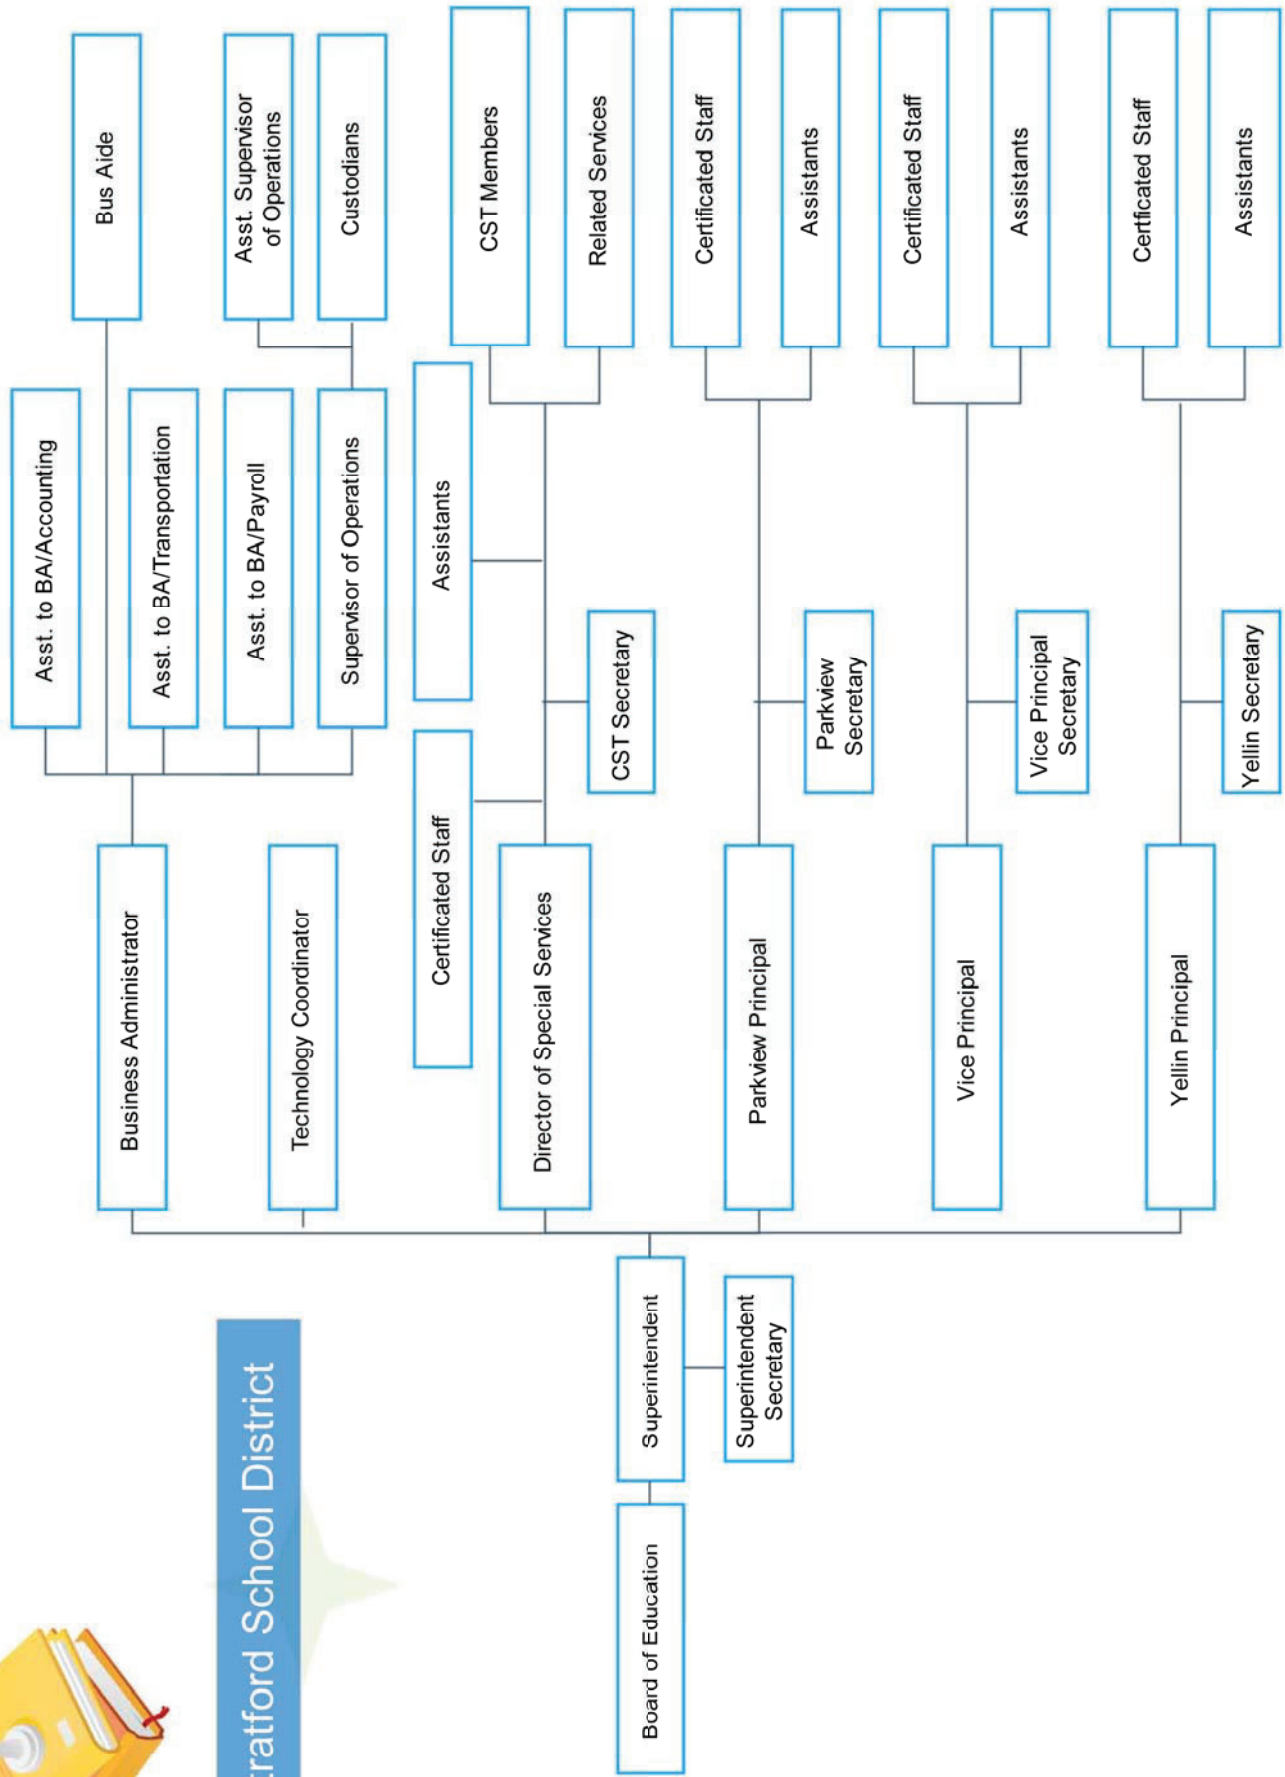 tratford School District
Board of Education
Superintendent
Superintendent
Secretary
Business Administrator
Asst. to BA/Accounting
Bus Aide
Asst. to BA/Transportation
Asst. to BA/Payroll
Supervisor of Operations
Asst. Supervisor
of Operations
Custodians
Technology Coordinator
Director of Special Services
Certificated Staff
Assistants
CST Secretary
CST Members
Related Services
Parkview Principal
Parkview
Secretary
Certificated Staff
Assistants
Vice Principal
Vice Principal
Secretary
Certificated Staff
Assistants
Yellin Principal
Yellin Secretary
Certficated Staff
Assistants